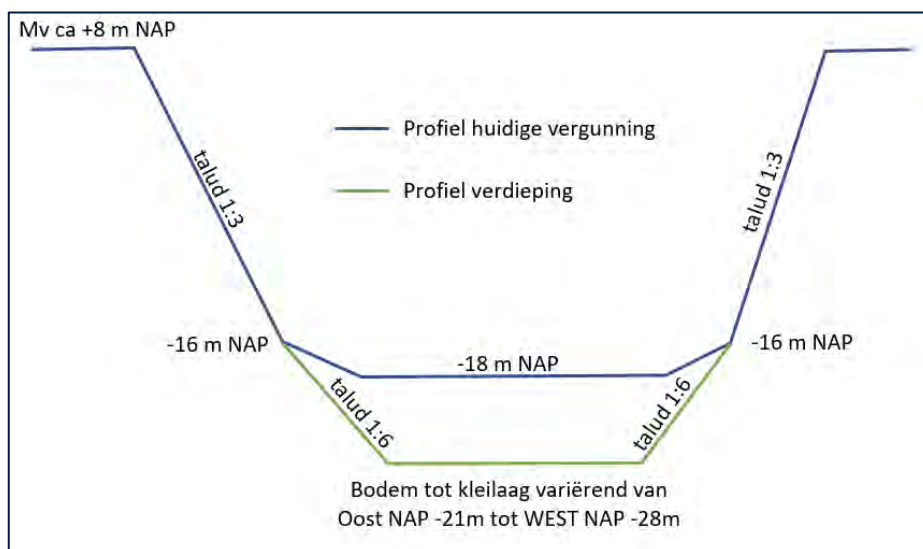 Mv ca +8 m NAP
Profiel huidige vergunning
Profiel verdieping
talud 1:3
talud 1:3
-16 m NAP
-18 m NAP
-16 m NAP
talud 1:6
talud 1:6
Bodem tot kleilaag variërend van
Oost NAP -21m tot WEST NAP -28m